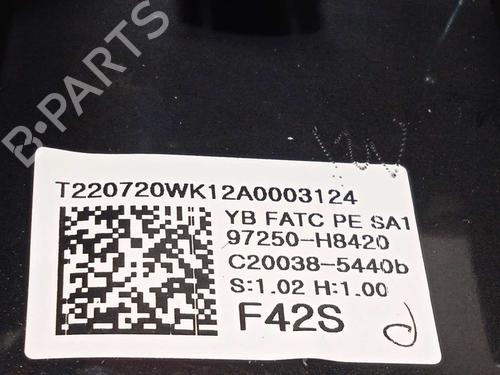 B-PARTS
T220720WK12A0003124
YB FATC PE SA1
97250-H8420
C20038-5440b
S:1.02 H:1.00
F42S